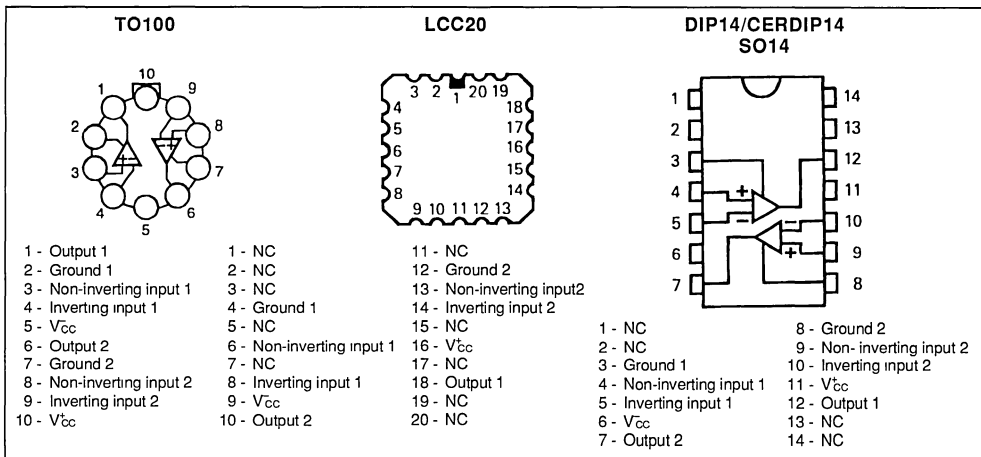 TO100
10
1
9
2
8
3
7
4
6
5
1 - Output 1
2 - Ground 1
3 - Non-inverting input 1
4 - Inverting input 1
5 - V-cc
6 - Output 2
7 - Ground 2
8 - Non-inverting input 2
9 - Inverting input 2
10 - V+cc
LCC20
3 2 1 20 19
4 18
5 17
6 16
7 15
8 14
9 10 11 12 13
1 - NC
2 - NC
3 - NC
4 - Ground 1
5 - NC
6 - Non-inverting input 1
7 - NC
8 - Inverting input 1
9 - V-cc
10 - Output 2
11 - NC
12 - Ground 2
13 - Non-inverting input2
14 - Inverting input 2
15 - NC
16 - V+cc
17 - NC
18 - Output 1
19 - NC
20 - NC
DIP14/CERDIP14
SO14
1 14
2 13
3 12
4 + 11
5 - - 10
6 + 9
7 8
1 - NC
2 - NC
3 - Ground 1
4 - Non-inverting input 1
5 - Inverting input 1
6 - V-cc
7 - Output 2
8 - Ground 2
9 - Non- inverting input 2
10 - Inverting input 2
11 - V+cc
12 - Output 1
13 - NC
14 - NC